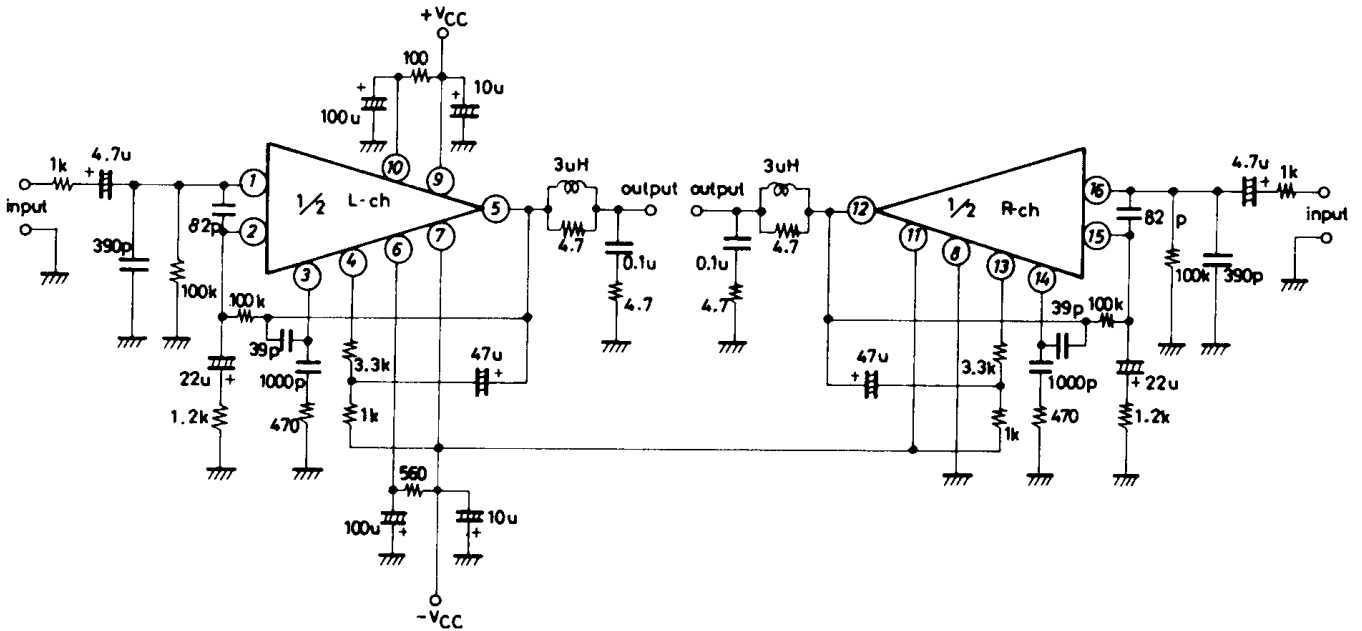 +VCC
100
+
100u
+
10u
1k
4.7u
+
input
390p
100k
82p
1
2
1/2 L-ch
10
9
5
3
4
6
7
3uH
4.7
output
0.1u
4.7
100k
39p
22u
+
1.2k
1000p
470
3.3k
1k
47u
+
560
100u
+
10u
+
-VCC
output
3uH
4.7
0.1u
4.7
12
1/2 R-ch
16
15
11
8
13
14
82 p
4.7u
+
1k
input
100k
390p
47u
+
3.3k
1k
39p
100k
1000p
470
22u
+
1.2k